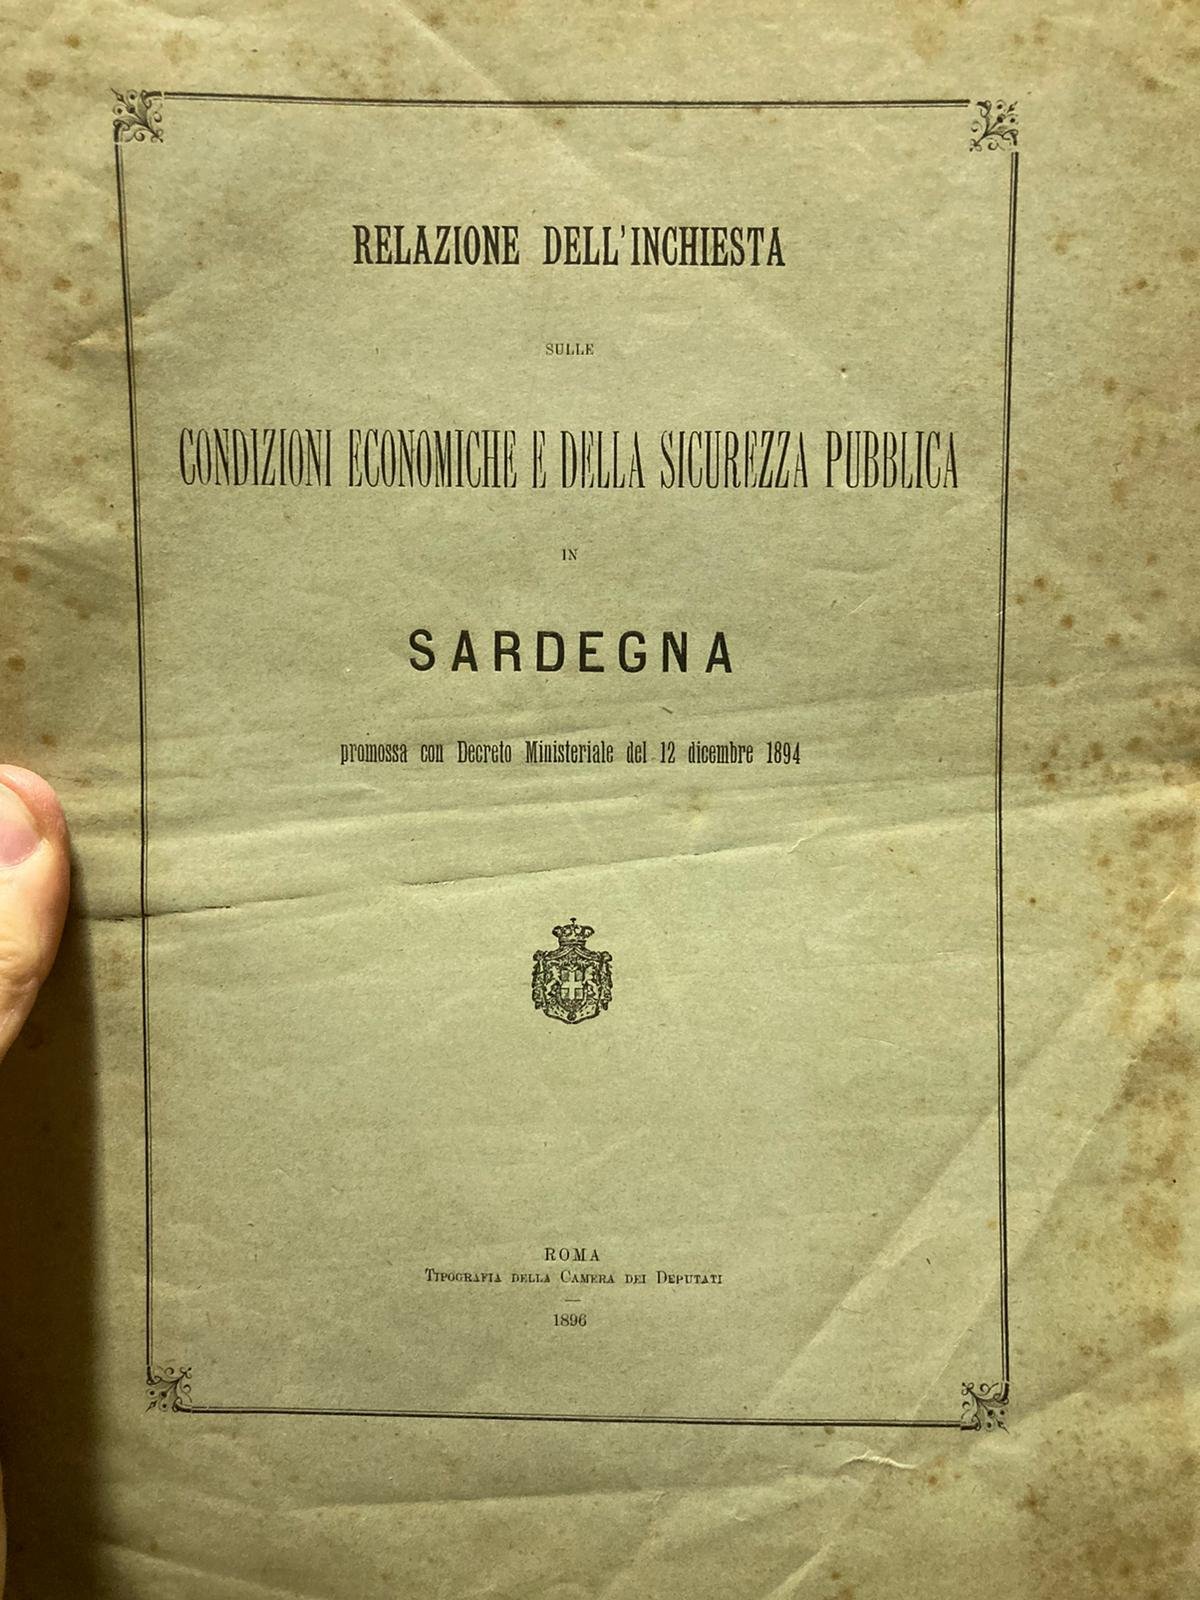 RELAZIONE DELL'INCHIESTA
SULLE
CONDIZIONI ECONOMICHE E DELLA SICUREZZA PUBBLICA
IN
SARDEGNA
promossa con Decreto Ministeriale del 12 dicembre 1894
ROMA
TIPOGRAFIA DELLA CAMERA DEI DEPUTATI
1896